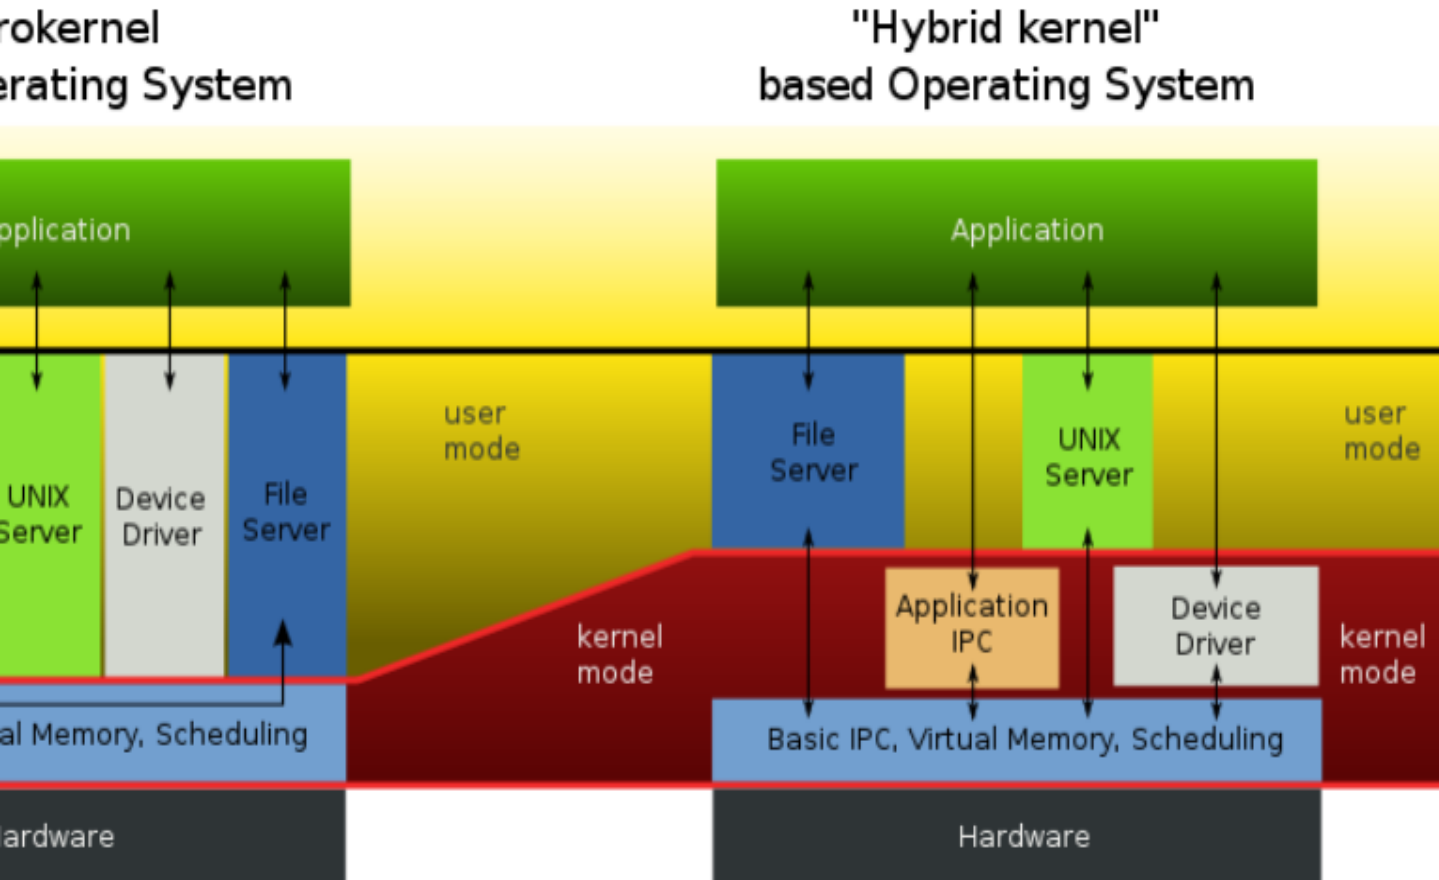 rokernel
erating System
"Hybrid kernel"
based Operating System
pplication
Application
UNIX
Server
Device
Driver
File
Server
user
mode
File
Server
UNIX
Server
user
mode
kernel
mode
Application
IPC
Device
Driver
kernel
mode
al Memory, Scheduling
Basic IPC, Virtual Memory, Scheduling
ardware
Hardware